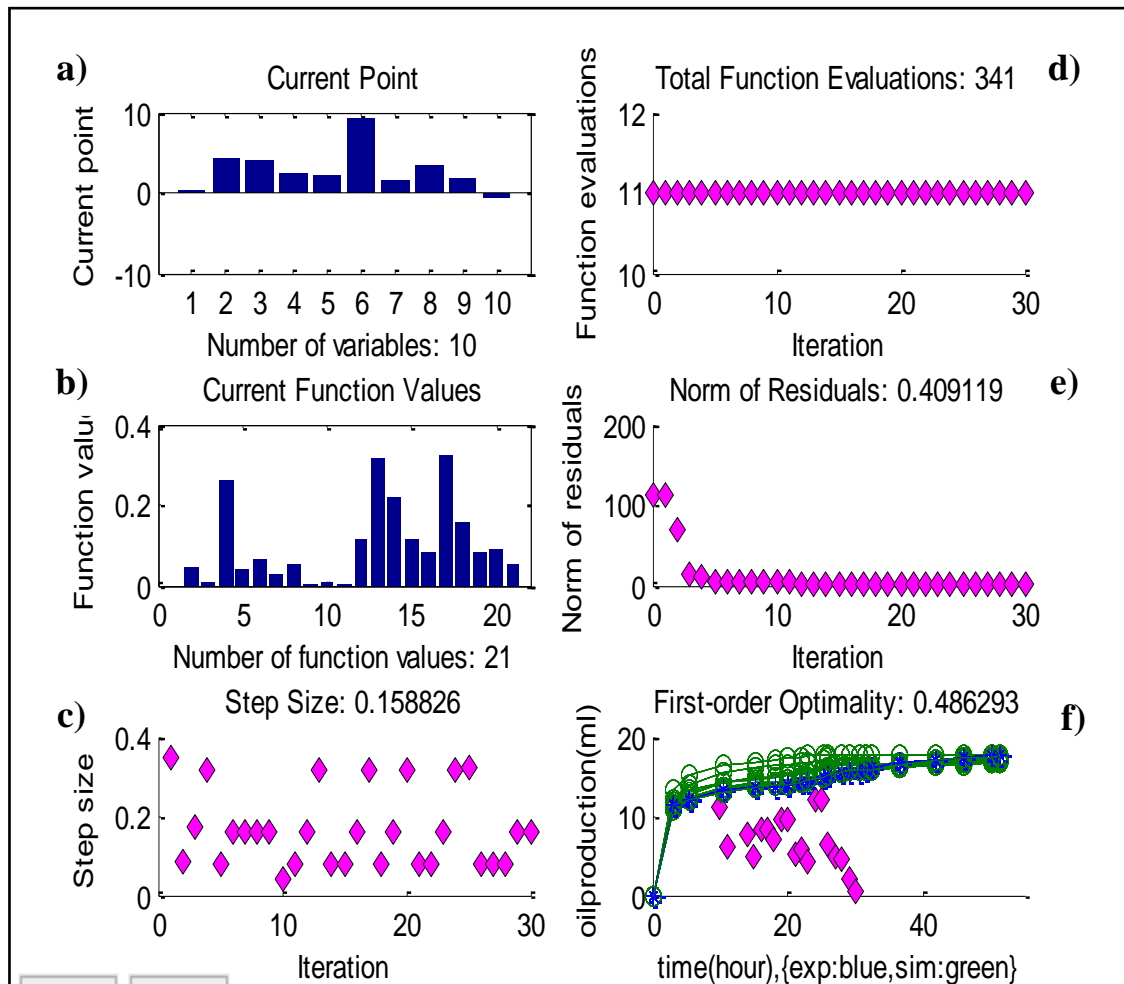 a)
Current Point
Current point
10
0
-10
1 2 3 4 5 6 7 8 9 10
Number of variables: 10
d)
Total Function Evaluations: 341
Function evaluations
12
11
10
0 10 20 30
Iteration
b)
Current Function Values
Function valu
0.4
0.2
0
0 5 10 15 20
Number of function values: 21
e)
Norm of Residuals: 0.409119
Norm of residuals
200
100
0
0 10 20 30
Iteration
c)
Step Size: 0.158826
Step size
0.4
0.2
0
0 10 20 30
Iteration
f)
First-order Optimality: 0.486293
oilproduction(ml)
20
10
0
0 20 40
time(hour),{exp:blue,sim:green}